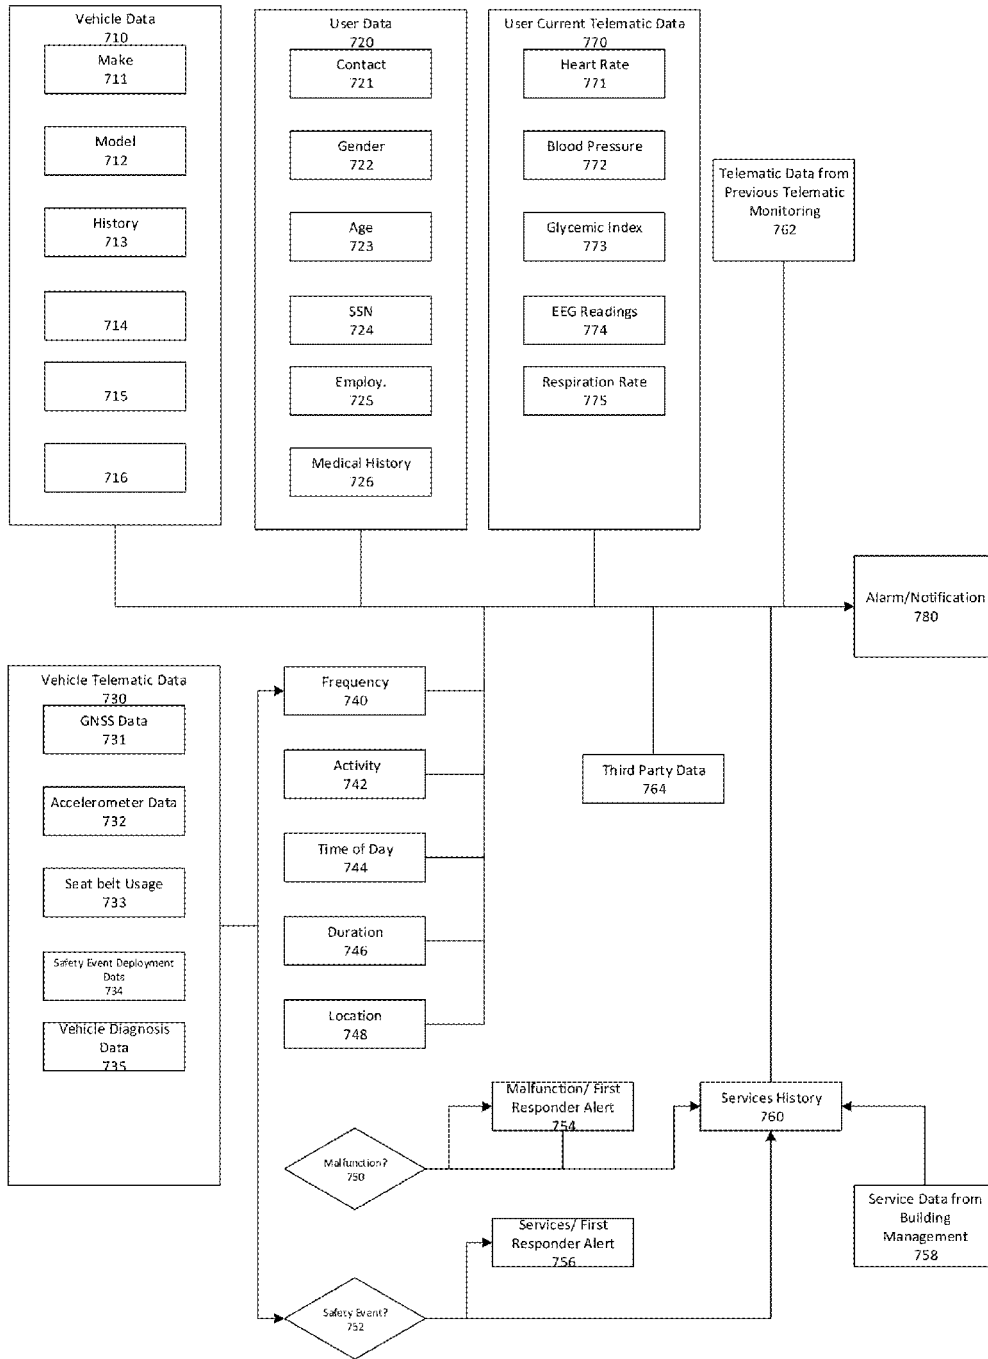 Vehicle Data
710
Make
711
Model
712
History
713
714
715
716
User Data
720
Contact
721
Gender
722
Age
723
SSN
724
Employ.
725
Medical History
726
User Current Telematic Data
770
Heart Rate
771
Blood Pressure
772
Glycemic Index
773
EEG Readings
774
Respiration Rate
775
Telematic Data from
Previous Telematic
Monitoring
762
Alarm/Notification
780
Vehicle Telematic Data
730
GNSS Data
731
Accelerometer Data
732
Seat belt Usage
733
Safety Event Deployment
Data
734
Vehicle Diagnosis
Data
735
Frequency
740
Activity
742
Time of Day
744
Duration
746
Location
748
Third Party Data
764
Malfunction/ First
Responder Alert
754
Malfunction?
750
Services History
760
Service Data from
Building
Management
758
Services/ First
Responder Alert
756
Safety Event?
752